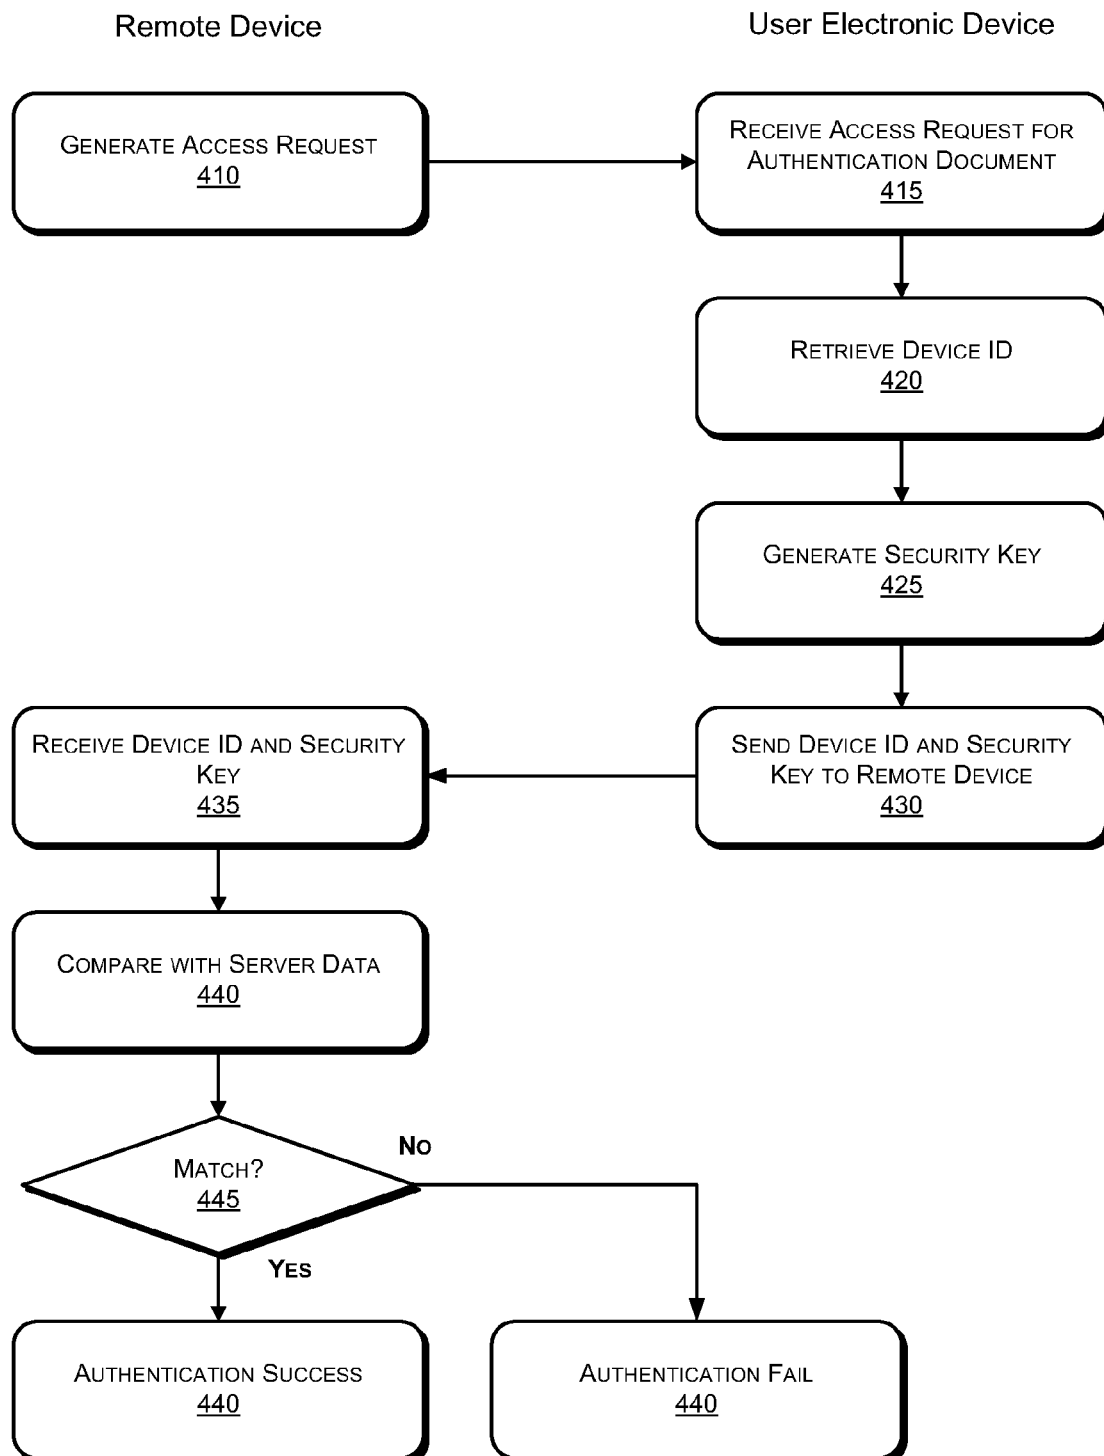 Remote Device
User Electronic Device
GENERATE ACCESS REQUEST
410
RECEIVE ACCESS REQUEST FOR
AUTHENTICATION DOCUMENT
415
RETRIEVE DEVICE ID
420
GENERATE SECURITY KEY
425
SEND DEVICE ID AND SECURITY
KEY TO REMOTE DEVICE
430
RECEIVE DEVICE ID AND SECURITY
KEY
435
COMPARE WITH SERVER DATA
440
MATCH?
445
NO
YES
AUTHENTICATION SUCCESS
440
AUTHENTICATION FAIL
440